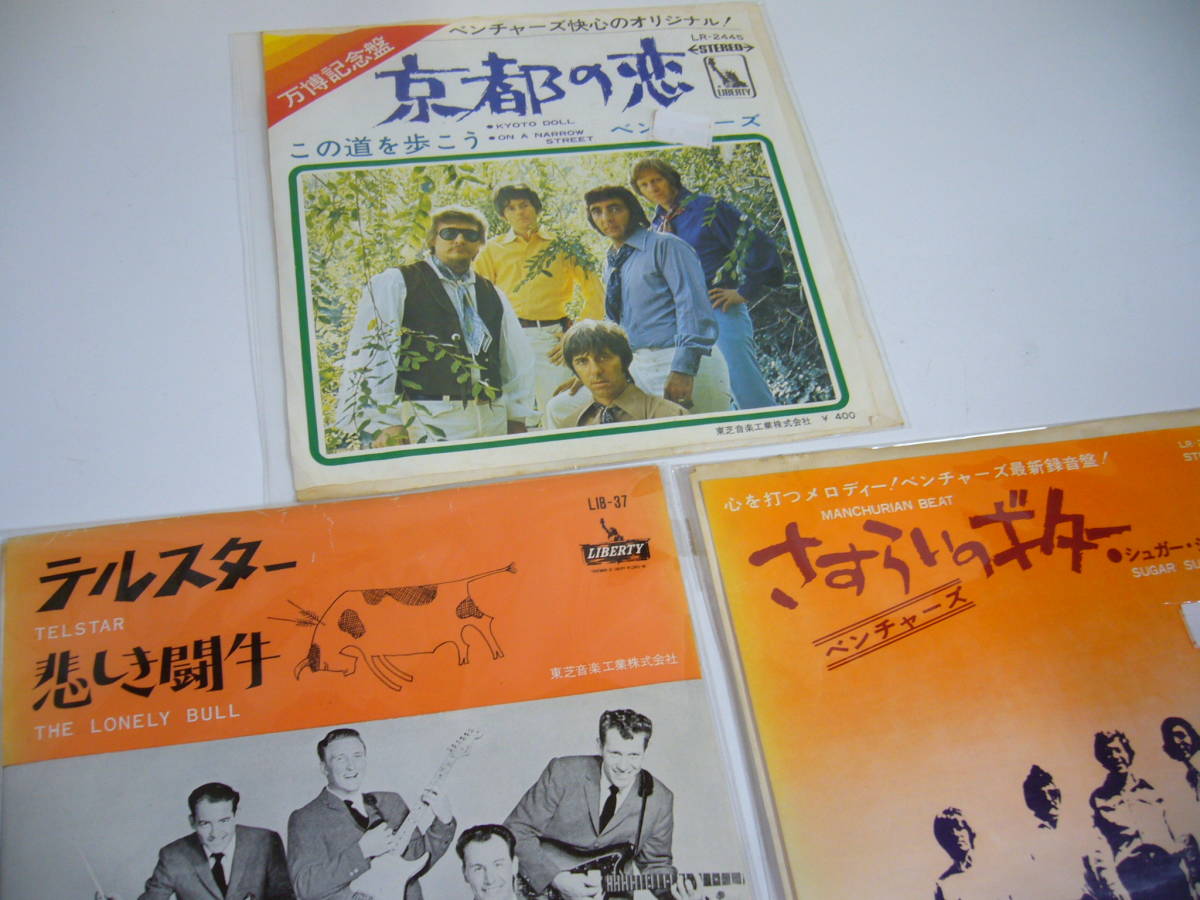 ベンチャーズ快心のオリジナル!
LR-2445
STEREO
LIBERTY
万博記念盤
京都の恋
●KYOTO DOLL
この道を歩こう
●ON A NARROW
STREET
ベン ーズ
東芝音楽工業株式会社 ¥ 400
LIB-37
LIBERTY
テルスター
TELSTAR
悲しき闘牛
THE LONELY BULL
東芝音楽工業株式会社
心を打つメロディー!ベンチャーズ最新録音盤!
LR-
MANCHURIAN BEAT
さすらいのギター
シュガー・
SUGAR SU
ベンチャーズ